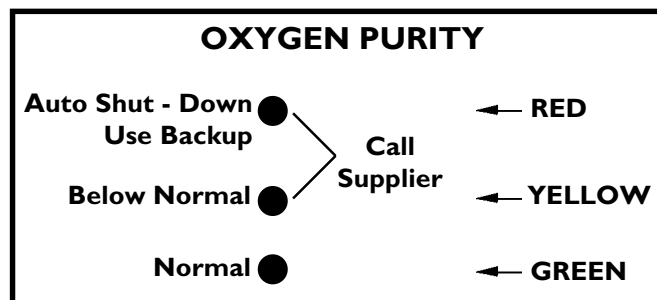 OXYGEN PURITY
Auto Shut - Down
Use Backup
RED
Call
Supplier
Below Normal
YELLOW
Normal
GREEN